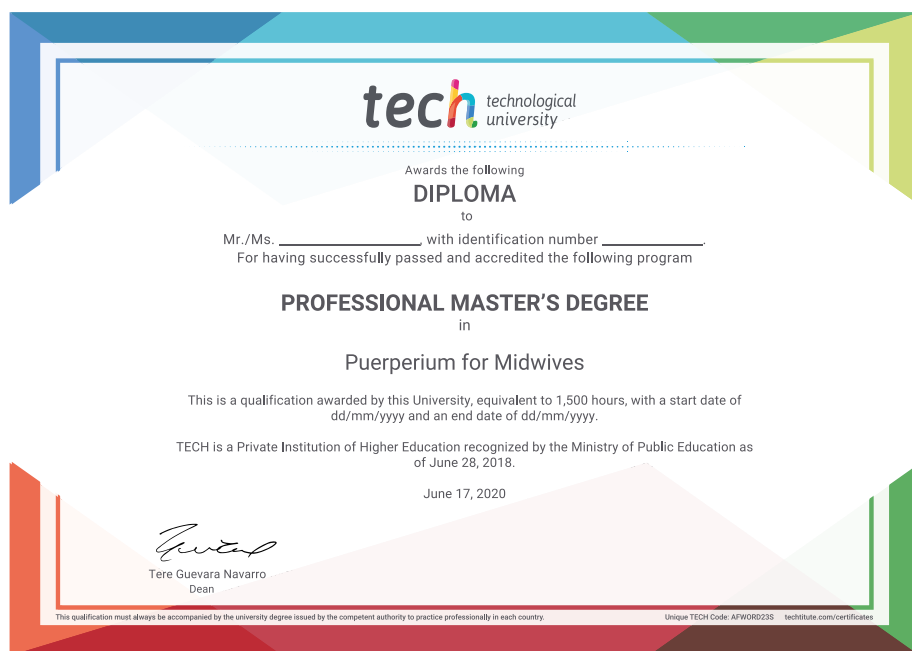 tech technological
university
Awards the following
DIPLOMA
to
Mr./Ms. ____________________, with identification number ______________.
For having successfully passed and accredited the following program
PROFESSIONAL MASTER'S DEGREE
in
Puerperium for Midwives
This is a qualification awarded by this University, equivalent to 1,500 hours, with a start date of
dd/mm/yyyy and an end date of dd/mm/yyyy.
TECH is a Private Institution of Higher Education recognized by the Ministry of Public Education as
of June 28, 2018.
June 17, 2020
Tere Guevara Navarro
Dean
This qualification must always be accompanied by the university degree issued by the competent authority to practice professionally in each country.
Unique TECH Code: AFWORD23S techtitute.com/certificates